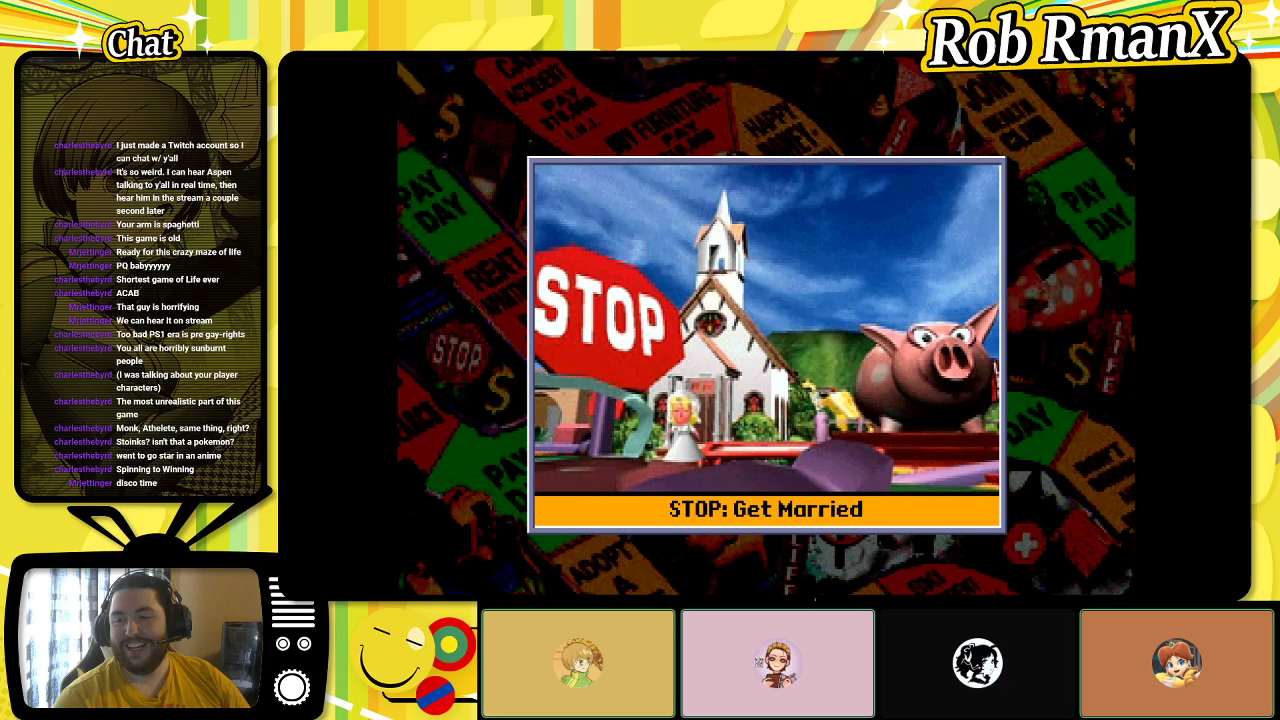 Chat
Rob RmanX
charlesthebyrd I just made a Twitch account so I
can chat w/ y'all
charlesthebyrd It's so weird. I can hear Aspen
talking to y'all in real time, then
hear him in the stream a couple
second later
charlesthebyrd Your arm is spaghetti
charlesthebyrd This game is old
Mrjettinger Ready for this crazy maze of life
Mrjettinger PQ babyyyyyy
charlesthebyrd Shortest game of Life ever
charlesthebyrd ACAB
Mrjettinger That guy is horrifying
Mrjettinger We can hear it on stream
charlesthebyrd Too bad PS1 era is pre gay-rights
charlesthebyrd You all are horribly sunburnt
people
charlesthebyrd (I was talking about your player
characters)
charlesthebyrd The most unrealistic part of this
game
charlesthebyrd Monk, Athelete, same thing, right?
charlesthebyrd Stoinks? isn't that a pokemon?
charlesthebyrd went to go star in an anime
charlesthebyrd Spinning to Winning
Mrjettinger disco time
STOP
STOP: Get Married
STOP
PAY
DAY
LIFE
ADOPT
A
LIFE